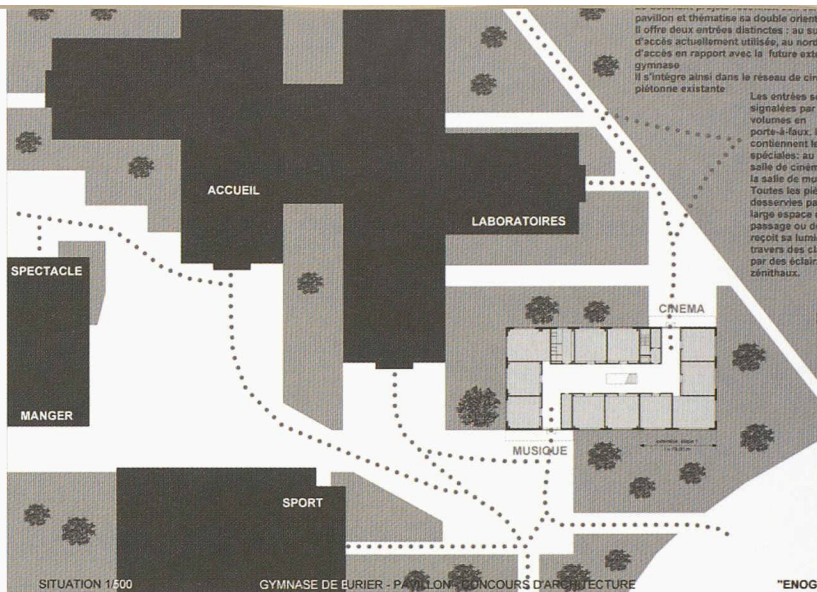 pavillon et thématise sa double orient
Il offre deux entrées distinctes : au su
d'accès actuellement utilisée, au nord
d'accès en rapport avec la future exte
gymnase
Il s'intègre ainsi dans le réseau de cir
piétonne existante
Les entrées so
signalées par
volumes en
porte-à-faux. I
contiennent le
spéciales: au
salle de ciném
la salle de mu
Toutes les piè
desservies pa
large espace
passage ou de
reçoit sa lumi
travers des cl
par des éclair
zénithaux.
ACCUEIL
LABORATOIRES
SPECTACLE
CINEMA
MANGER
MUSIQUE
SPORT
SITUATION 1/500
GYMNASE DE BURIER - PAVILLON - CONCOURS D'ARCHITECTURE
"ENOG